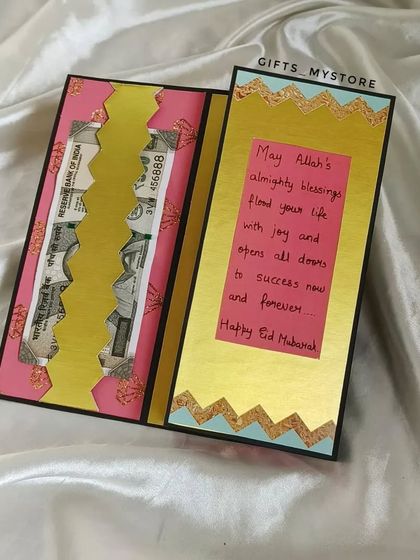 GIFTS_MYSTORE
RESERVE BANK OF INDIA
456888
May Allah's
almighty blessings
flood your life
with joy and
opens all doors
to success now
and forever....
Happy Eid Mubarak